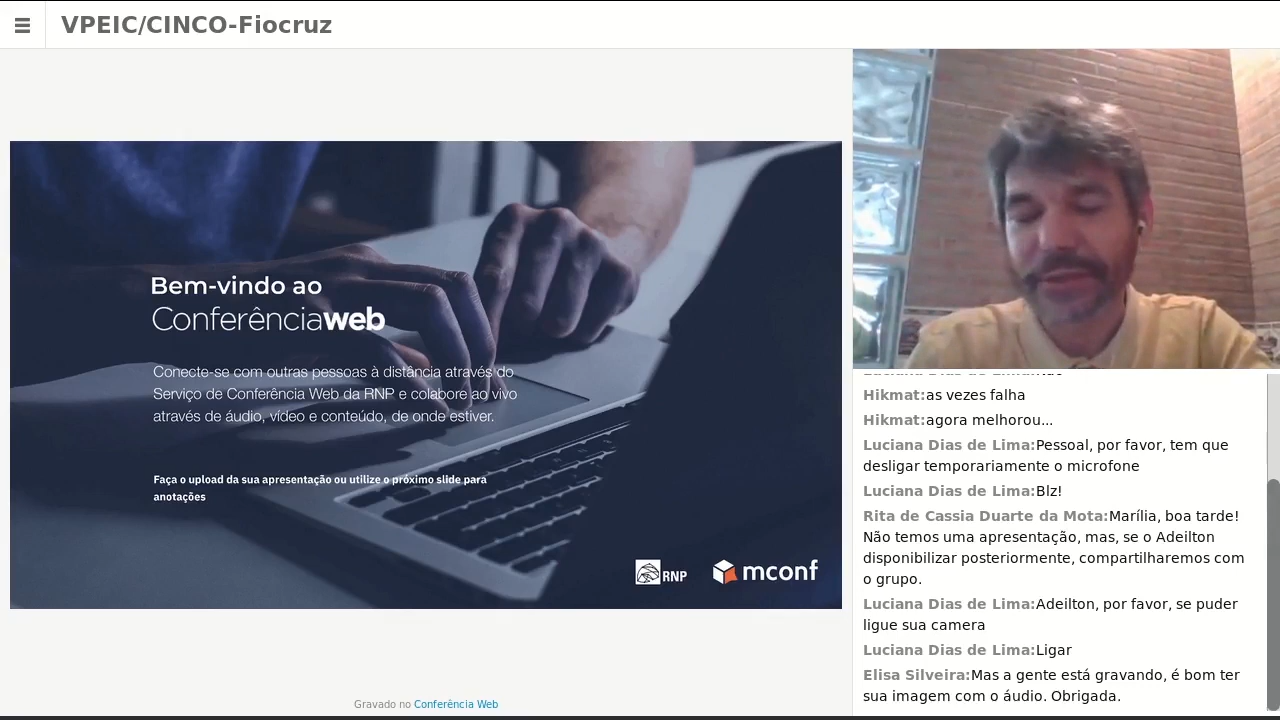 VPEIC/CINCO-Fiocruz
Bem-vindo ao
Conferênciaweb
Conecte-se com outras pessoas à distância através do
Serviço de Conferência Web da RNP e colabore ao vivo
através de áudio, vídeo e conteúdo, de onde estiver.
Faça o upload da sua apresentação ou utilize o próximo slide para
anotações
RNP
mconf
Gravado no Conferência Web
Hikmat:as vezes falha
Hikmat:agora melhorou...
Luciana Dias de Lima:Pessoal, por favor, tem que
desligar temporariamente o microfone
Luciana Dias de Lima:Blz!
Rita de Cassia Duarte da Mota:Marília, boa tarde!
Não temos uma apresentação, mas, se o Adeilton
disponibilizar posteriormente, compartilharemos com
o grupo.
Luciana Dias de Lima:Adeilton, por favor, se puder
ligue sua camera
Luciana Dias de Lima:Ligar
Elisa Silveira:Mas a gente está gravando, é bom ter
sua imagem com o áudio. Obrigada.